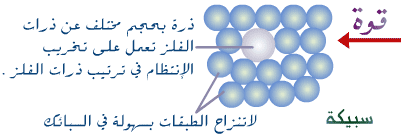 قوة
ذرة بحجم مختلف عن ذرات
الفلز تعمل على تخريب
الإنتظام في ترتيب ذرات الفلز .
لاتنزاح الطبقات بسهولة في السبائك
سبيكة